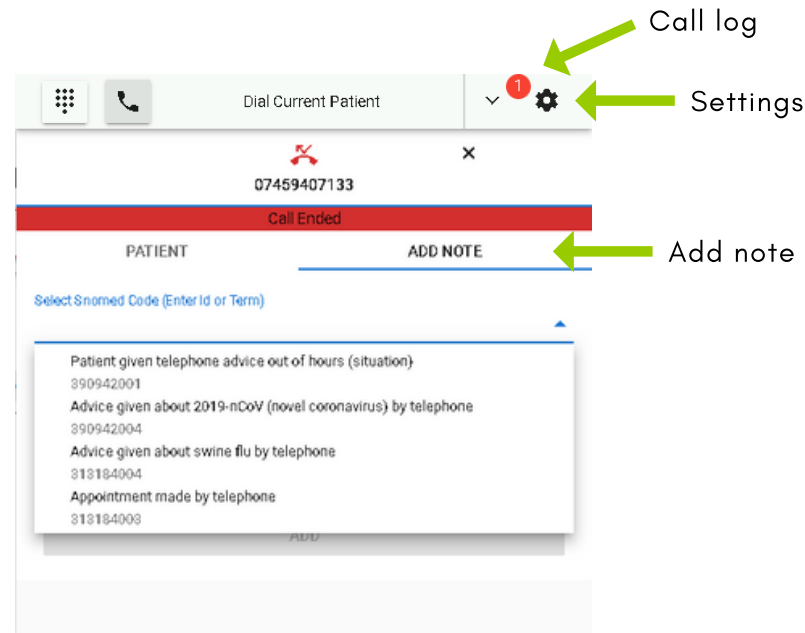 Call log
1
Dial Current Patient
Settings
07459407133
Call Ended
PATIENT
ADD NOTE
Add note
Select Snomed Code (Enter Id or Term)
Patient given telephone advice out of hours (situation)
390942001
Advice given about 2019-nCoV (novel coronavirus) by telephone
390942004
Advice given about swine flu by telephone
313184004
Appointment made by telephone
313184003
ADD